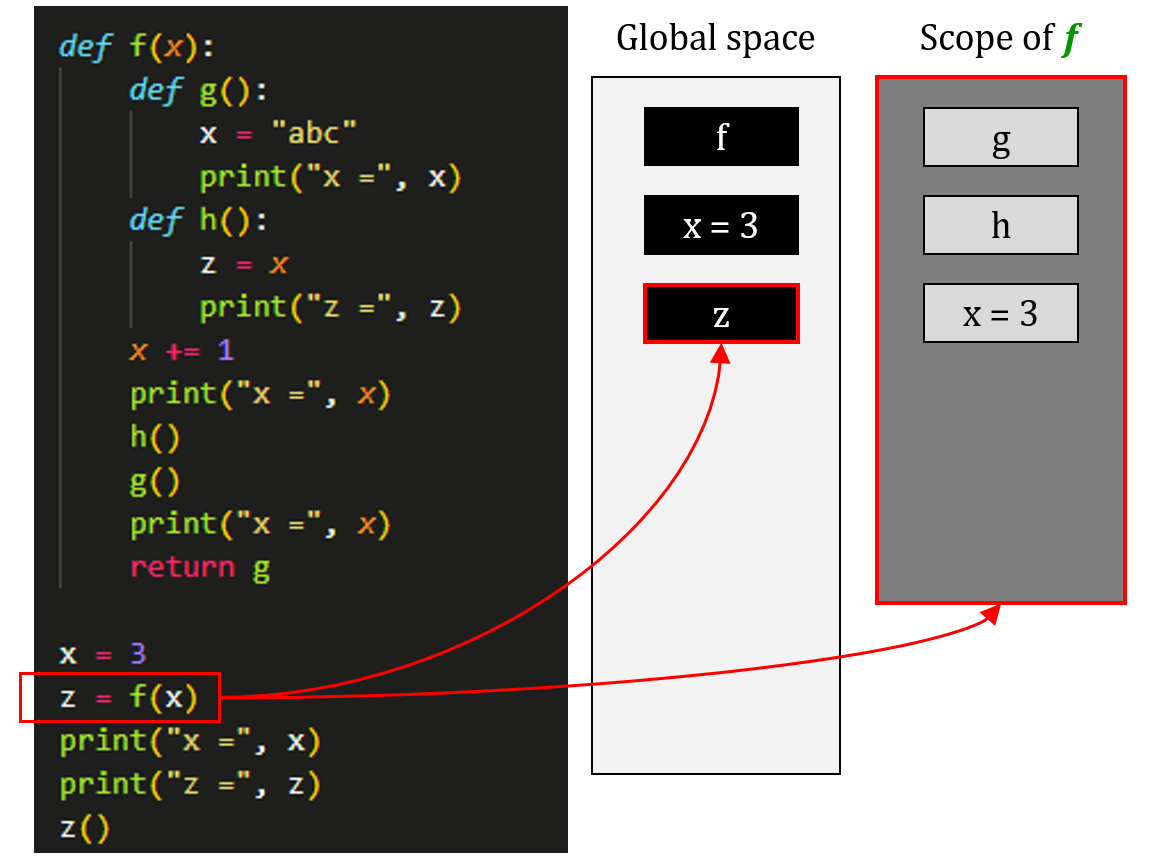 def f(x):
    def g():
        x = "abc"
        print("x =", x)
    def h():
        z = x
        print("z =", z)
    x += 1
    print("x =", x)
    h()
    g()
    print("x =", x)
    return g
x = 3
z = f(x)
print("x =", x)
print("z =", z)
z()
Global space
f
x = 3
z
Scope of f
g
h
x = 3